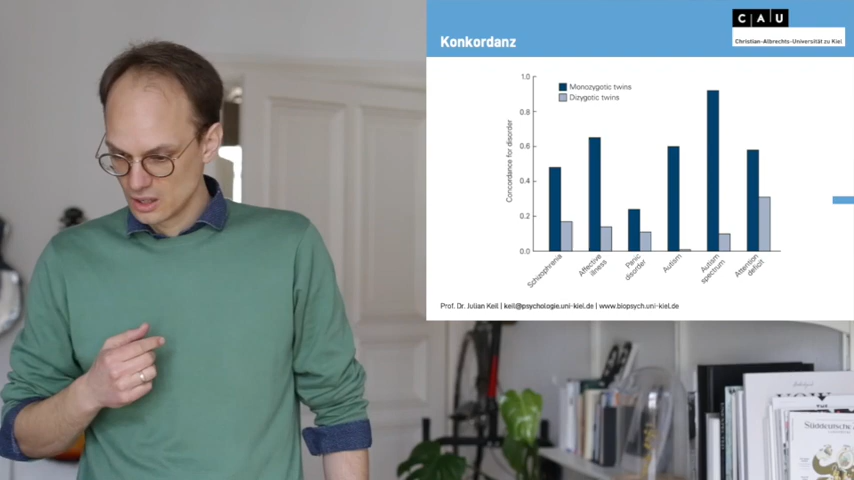 CAU
Christian-Albrechts-Universität zu Kiel
Konkordanz
Monozygotic twins
Dizygotic twins
Concordance for disorder
1.0
0.8
0.6
0.4
0.2
0.0
Schizophrenia
Affective
illness
Panic
disorder
Autism
Autism
spectrum
Attention
deficit
Prof. Dr. Julian Keil | keil@psychologie.uni-kiel.de | www.biopsych.uni-kiel.de
Süddeutsche